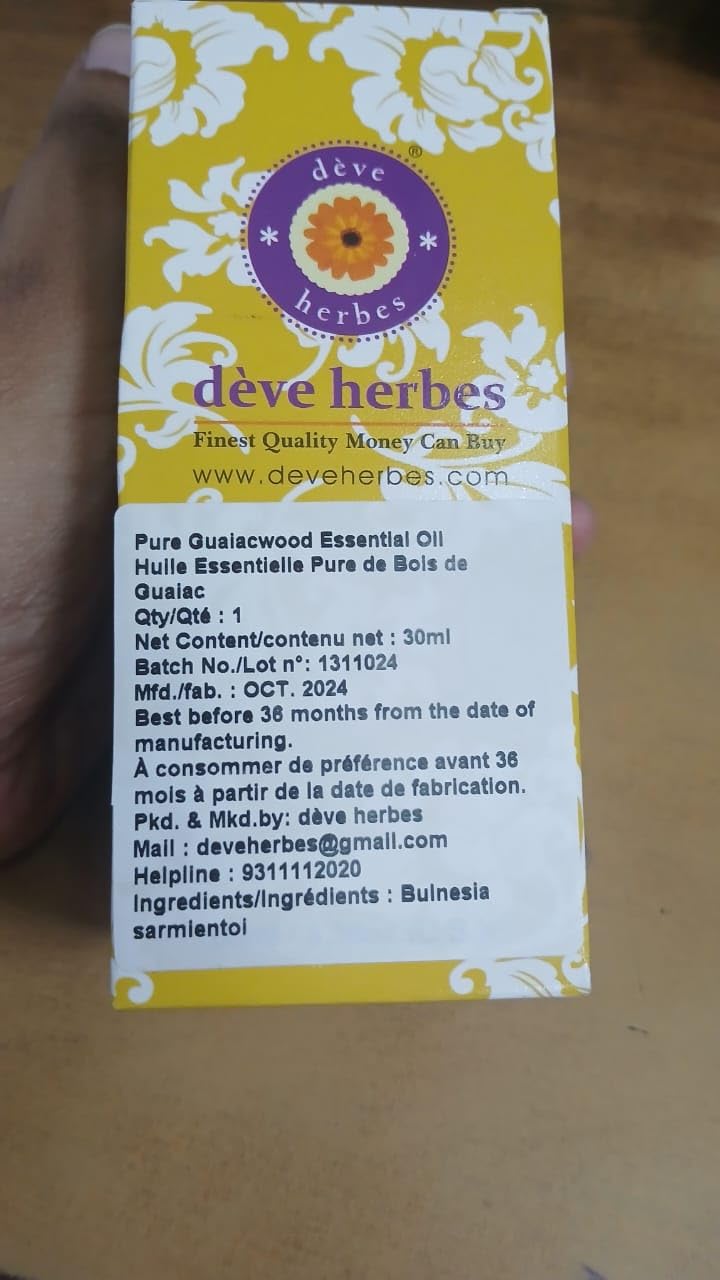 dève
®
herbes
dève herbes
Finest Quality Money Can Buy
www.deveherbes.com
Pure Guaiacwood Essential Oil
Huile Essentielle Pure de Bois de
Guaiac
Qty/Qté : 1
Net Content/contenu net : 30ml
Batch No./Lot n°: 1311024
Mfd./fab. : OCT. 2024
Best before 36 months from the date of
manufacturing.
À consommer de préférence avant 36
mois à partir de la date de fabrication.
Pkd. & Mkd.by: dève herbes
Mail : deveherbes@gmail.com
Helpline : 9311112020
Ingredients/Ingrédients : Bulnesia
sarmientoi